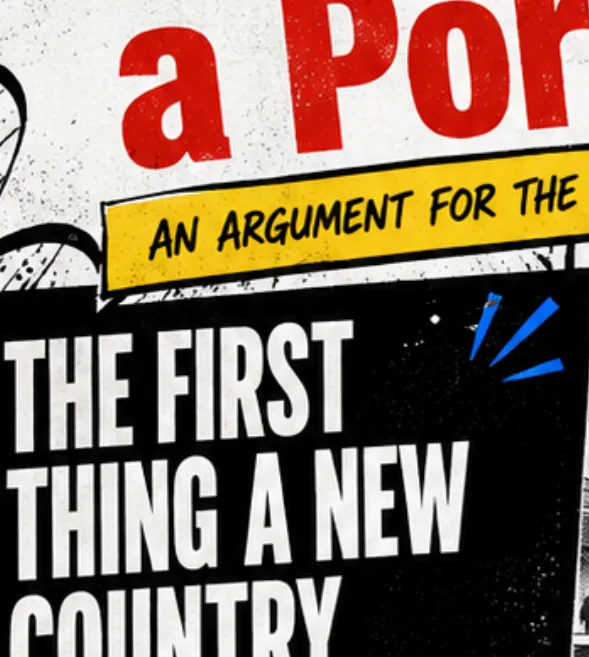 a Por
AN ARGUMENT FOR THE
THE FIRST
THING A NEW
COUNTRY